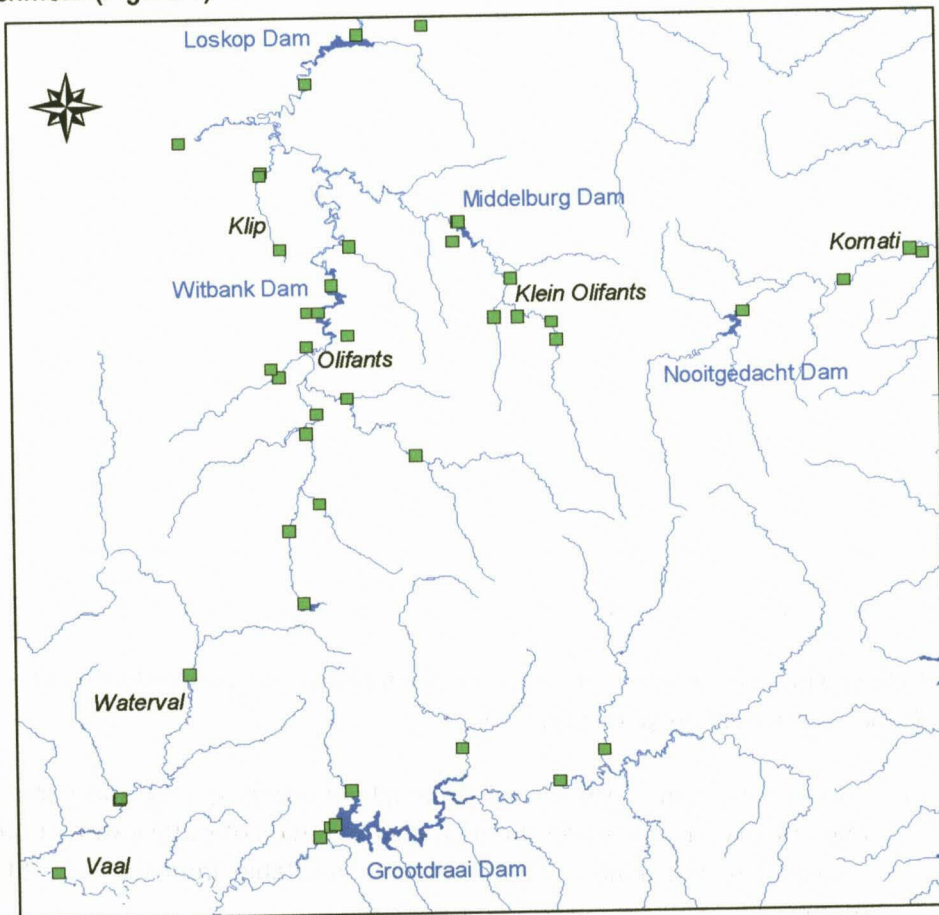 Loskop Dam
Middelburg Dam
Klip
Komati
Witbank Dam
Klein Olifants
Olifants
Nooitgedacht Dam
Waterval
Vaal
Grootdraai Dam